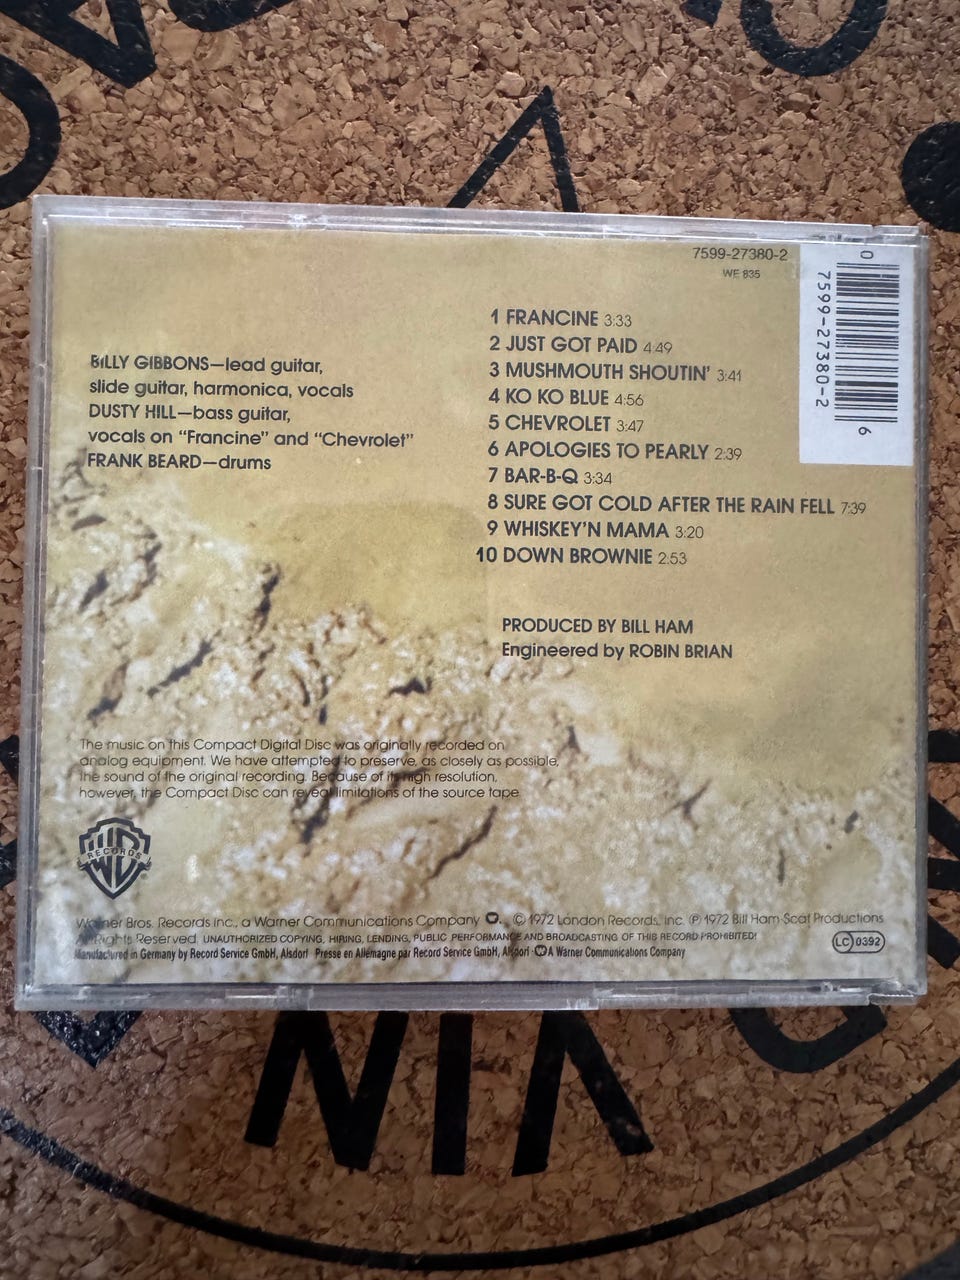 7599-27380-2
WE 835
0
7599-27380-2
6
1 FRANCINE 3:33
2 JUST GOT PAID 4:49
3 MUSHMOUTH SHOUTIN' 3:41
4 KO KO BLUE 4:56
5 CHEVROLET 3:47
6 APOLOGIES TO PEARLY 2:39
7 BAR-B-Q 3:34
8 SURE GOT COLD AFTER THE RAIN FELL 7:39
9 WHISKEY'N MAMA 3:20
10 DOWN BROWNIE 2:53
BILLY GIBBONS—lead guitar,
slide guitar, harmonica, vocals
DUSTY HILL—bass guitar,
vocals on “Francine” and “Chevrolet”
FRANK BEARD—drums
PRODUCED BY BILL HAM
Engineered by ROBIN BRIAN
The music on this Compact Digital Disc was originally recorded on
analog equipment. We have attempted to preserve, as closely as possible,
the sound of the original recording. Because of its high resolution,
however, the Compact Disc can reveal limitations of the source tape.
WB RECORDS
Warner Bros. Records Inc., a Warner Communications Company. © 1972 London Records, Inc. ℗ 1972 Bill Ham-Scat Productions
All Rights Reserved. UNAUTHORIZED COPYING, HIRING, LENDING, PUBLIC PERFORMANCE AND BROADCASTING OF THIS RECORD PROHIBITED!
Manufactured in Germany by Record Service GmbH, Alsdorf · Presse en Allemagne par Record Service GmbH, Alsdorf · A Warner Communications Company
LC 0392
VIN